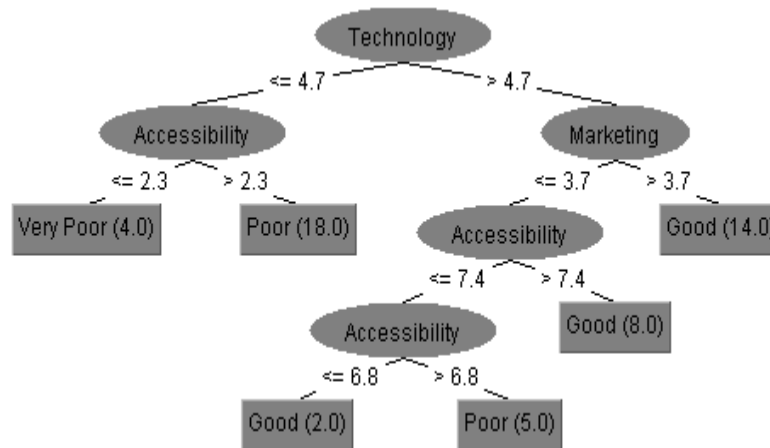 Technology
<= 4.7 > 4.7
Accessibility Marketing
<= 2.3 > 2.3 <= 3.7 > 3.7
Very Poor (4.0) Poor (18.0) Accessibility Good (14.0)
<= 7.4 > 7.4
Accessibility Good (8.0)
<= 6.8 > 6.8
Good (2.0) Poor (5.0)